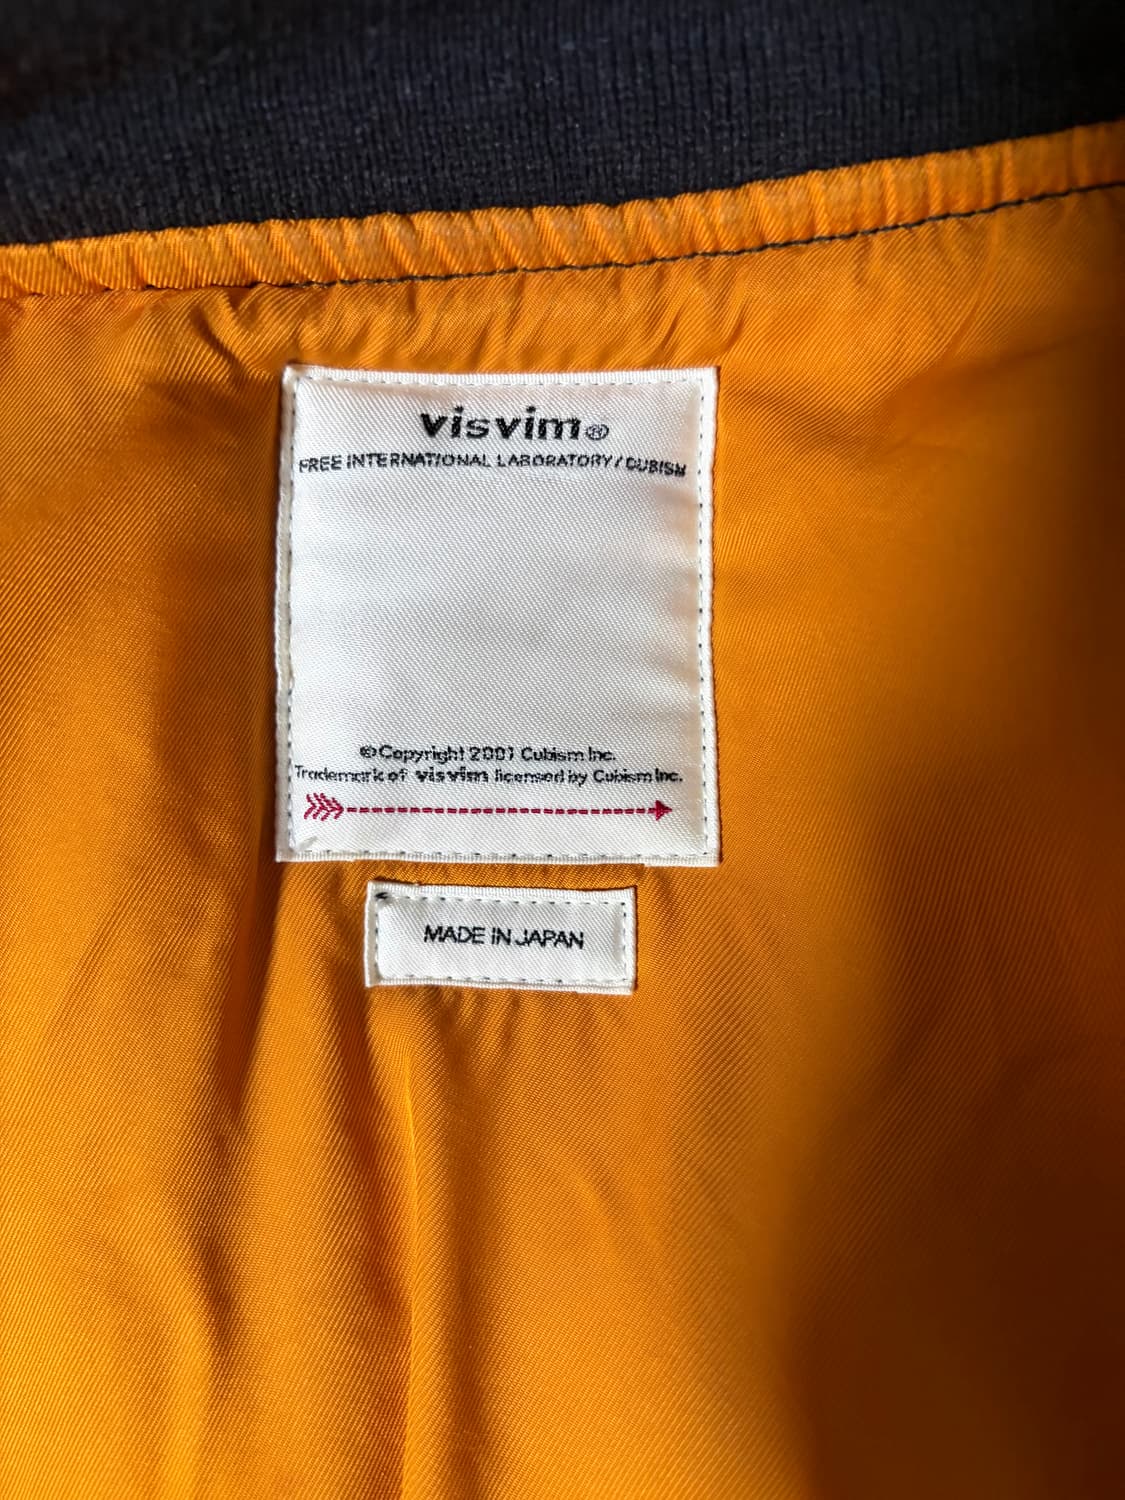 visvim®
FREE INTERNATIONAL LABORATORY / CUBISM
©Copyright 2001 Cubism Inc.
Trademark of visvim licensed by Cubism Inc.
MADE IN JAPAN